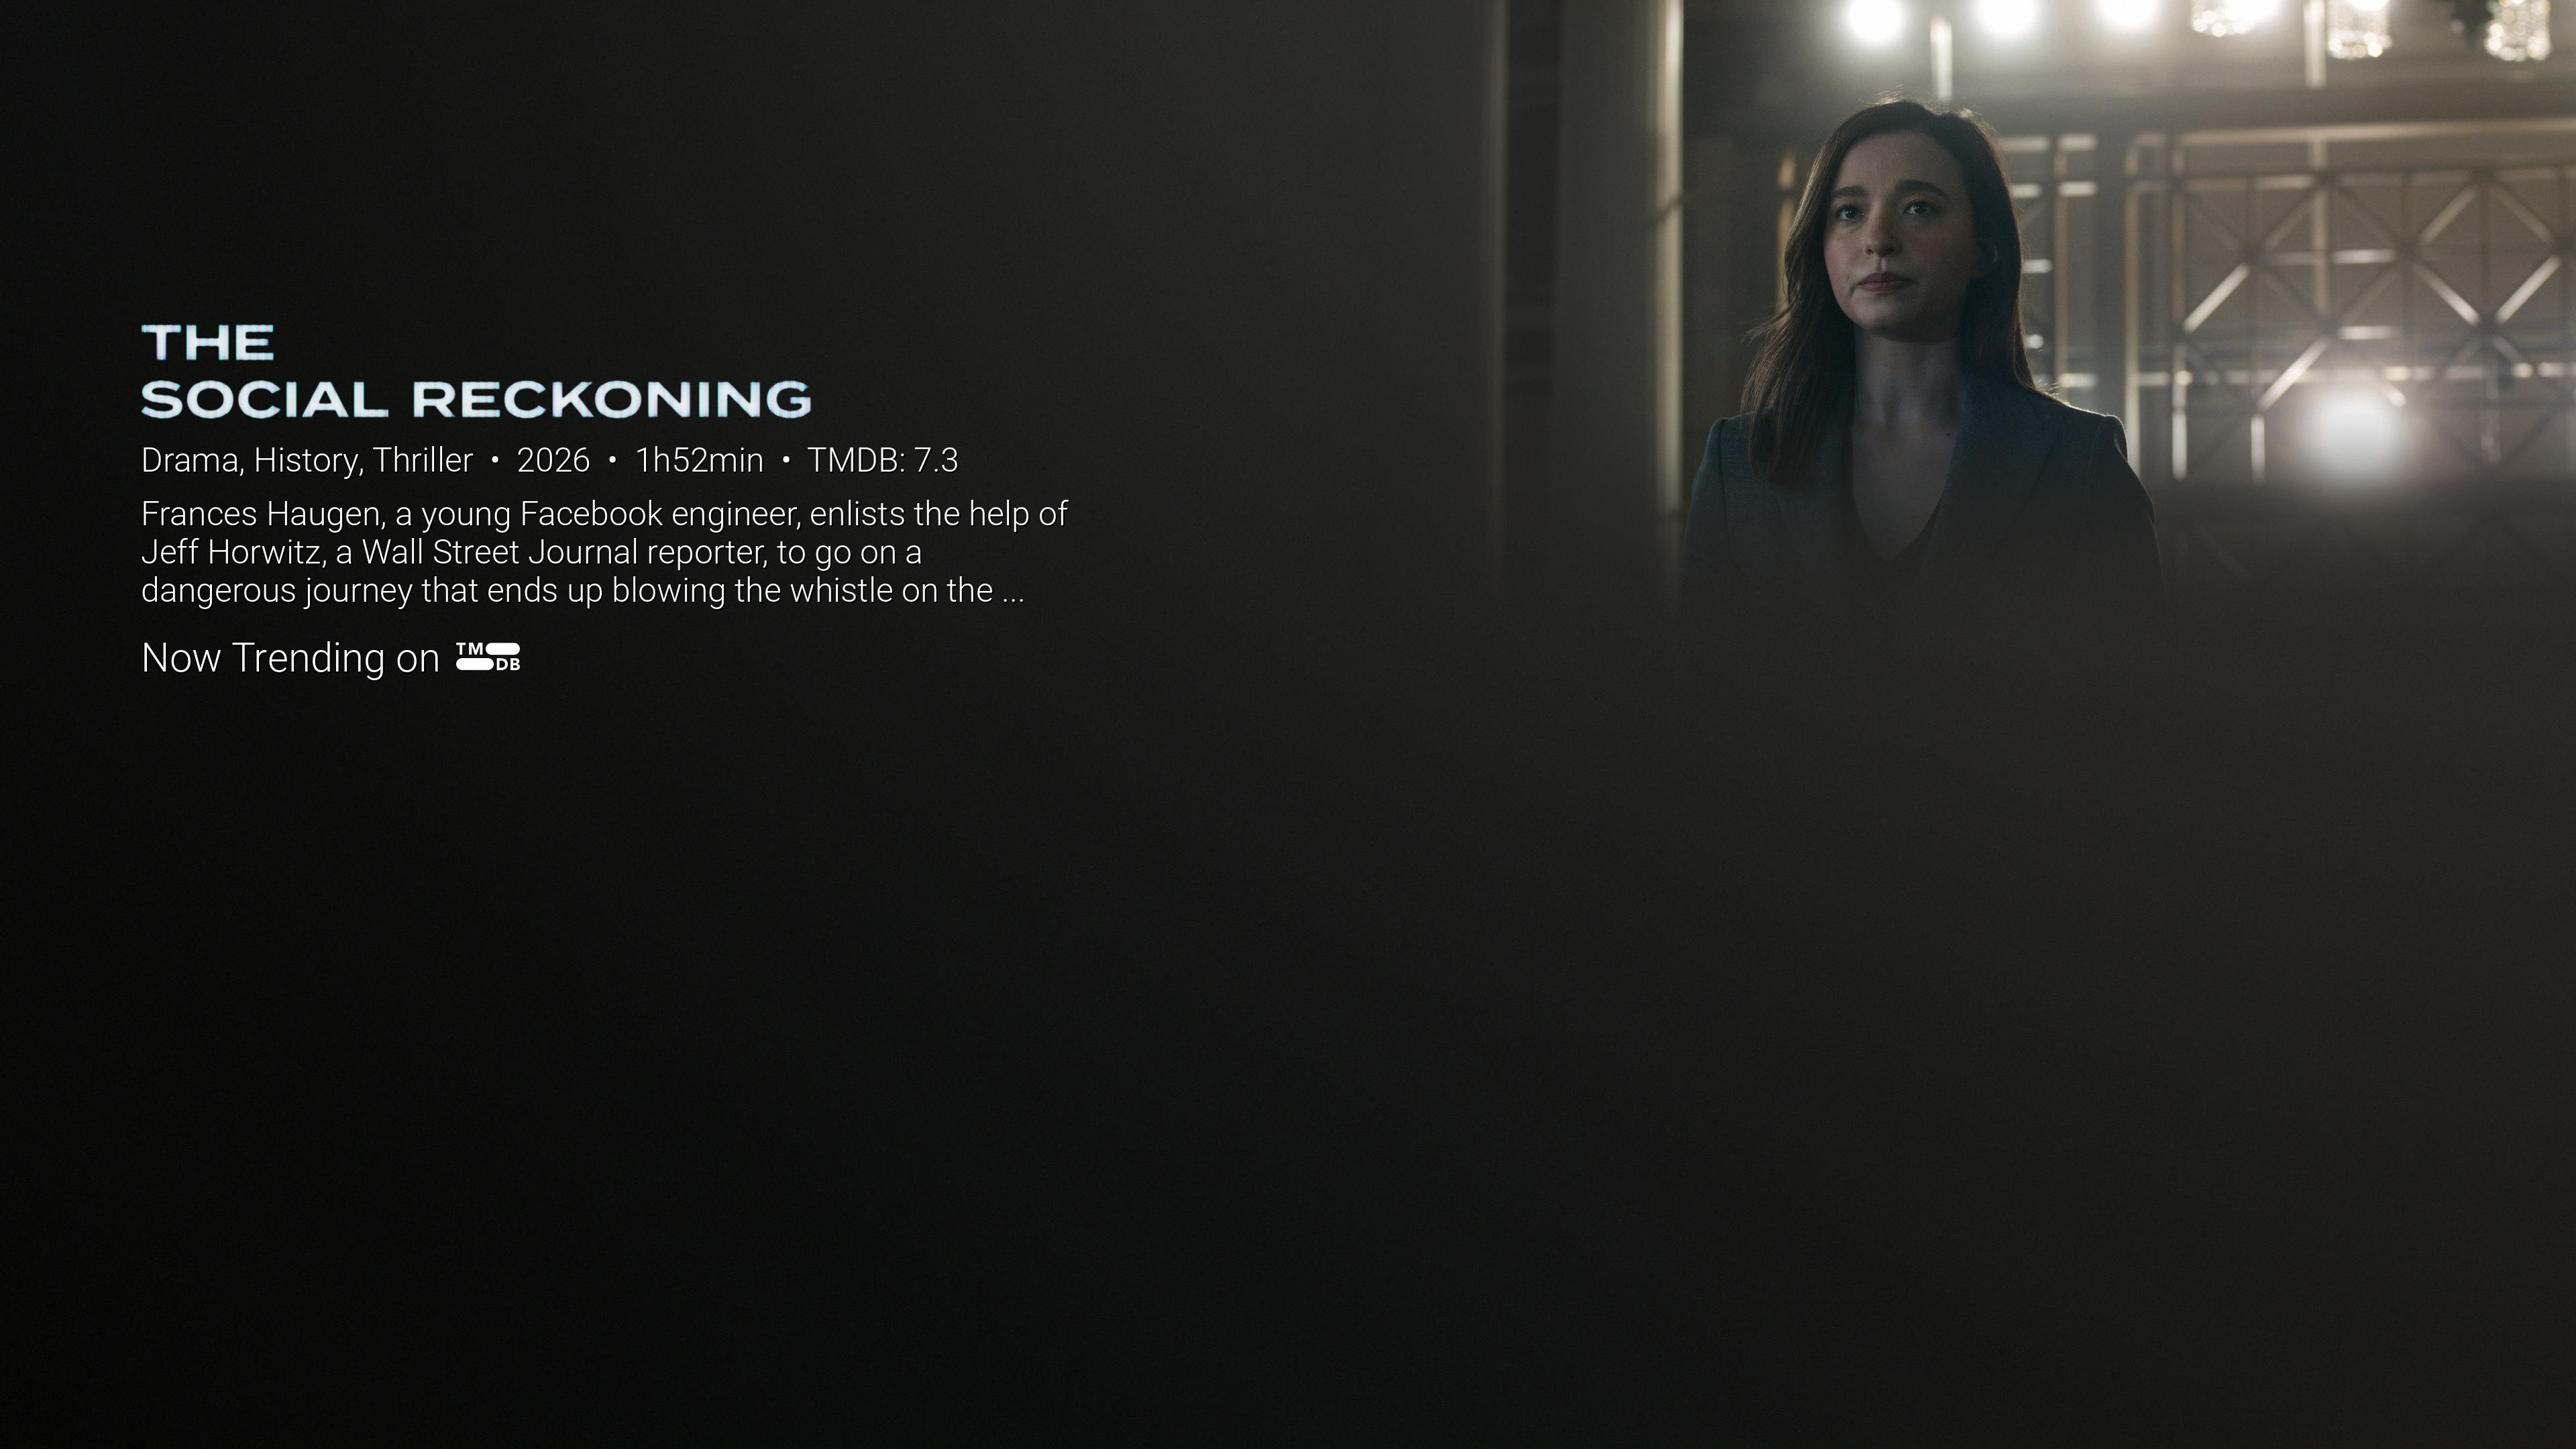 THE
SOCIAL RECKONING
Drama, History, Thriller • 2026 • 1h52min • TMDB: 7.3
Frances Haugen, a young Facebook engineer, enlists the help of
Jeff Horwitz, a Wall Street Journal reporter, to go on a
dangerous journey that ends up blowing the whistle on the ...
Now Trending on TMDB